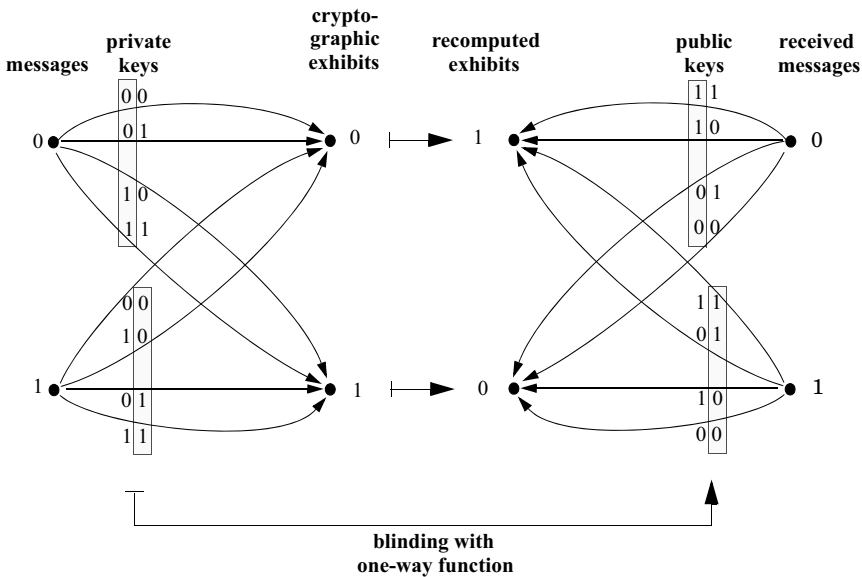 messages
private
keys
crypto-
graphic
exhibits
recomputed
exhibits
public
keys
received
messages
0
0 0
0 1
1 0
1 1
0
1
1 1
1 0
0 1
0 0
0
1
0 0
1 0
0 1
1 1
1
0
1 1
0 1
1 0
0 0
1
blinding with
one-way function